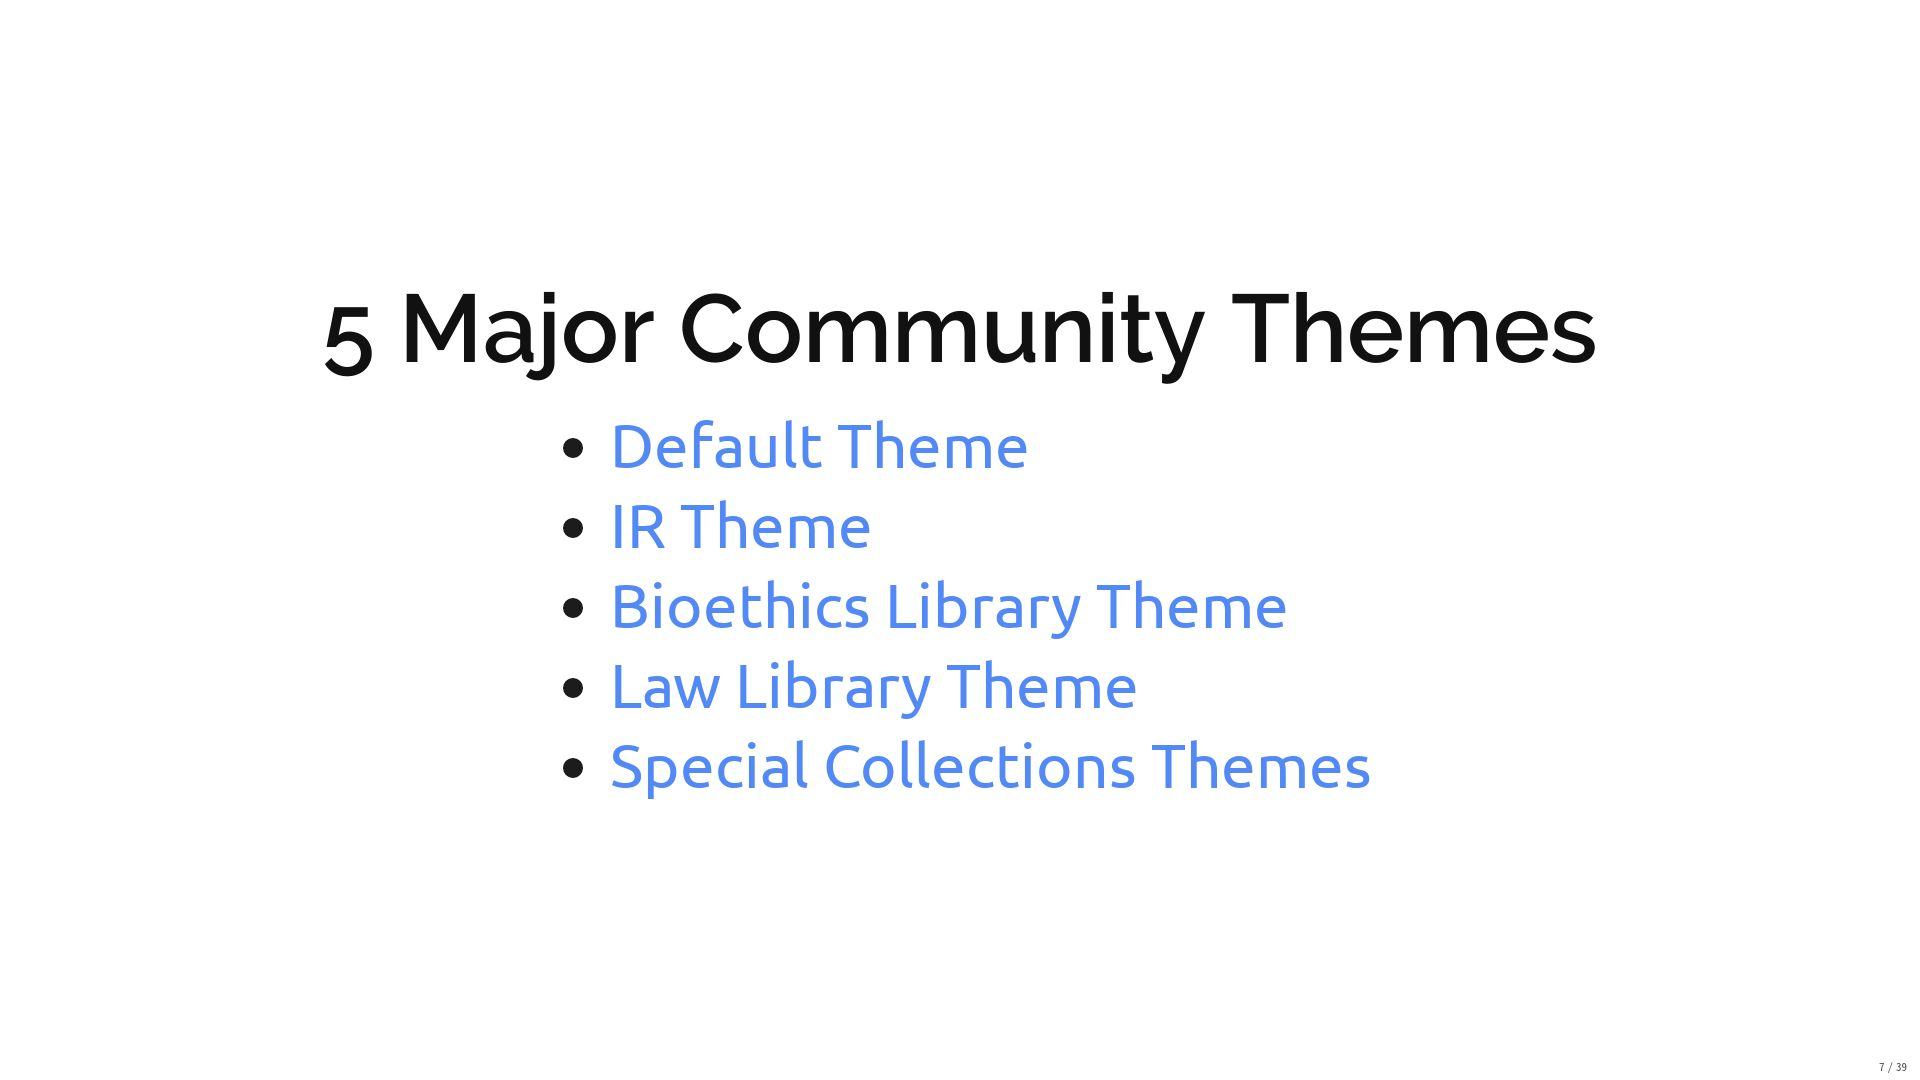 5 Major Community Themes
Default Theme
IR Theme
Bioethics Library Theme
Law Library Theme
Special Collections Themes
7 / 39